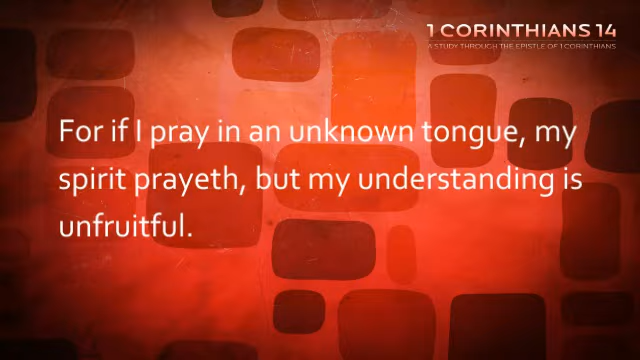 1 CORINTHIANS 14
A STUDY THROUGH THE EPISTLE OF 1 CORINTHIANS
For if I pray in an unknown tongue, my
spirit prayeth, but my understanding is
unfruitful.